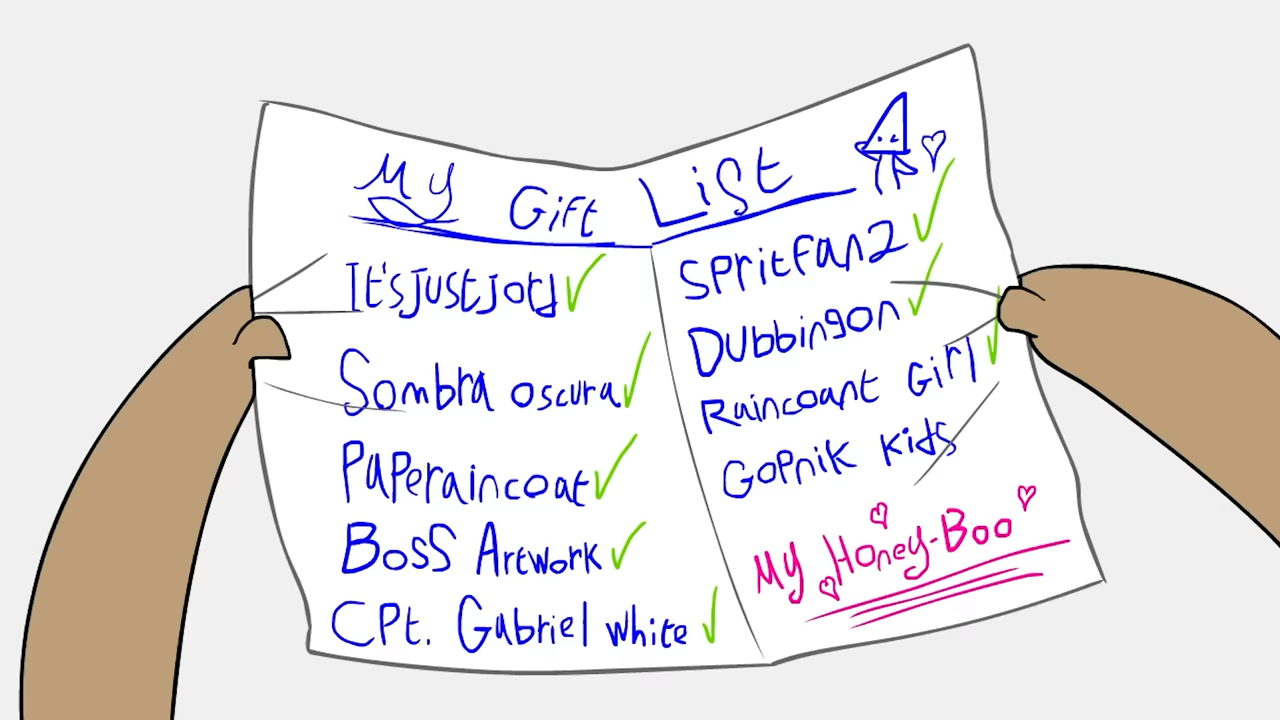 My Gift List
It'sJustJord
Sombra oscura
Paperaincoat
Boss Artwork
CPt. Gabriel white
Spritfan2
Dubbingon
Raincoant Girl
Gopnik kids
My Honey-Boo